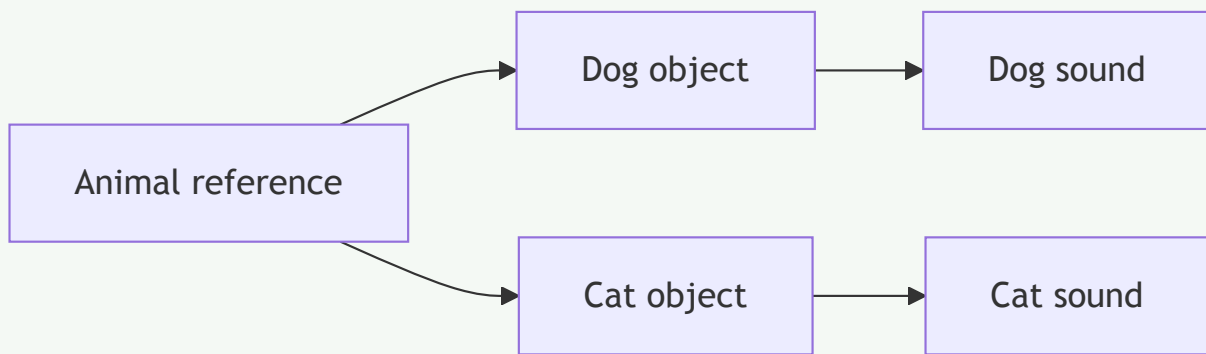 Dog object
Dog sound
Animal reference
Cat object
Cat sound